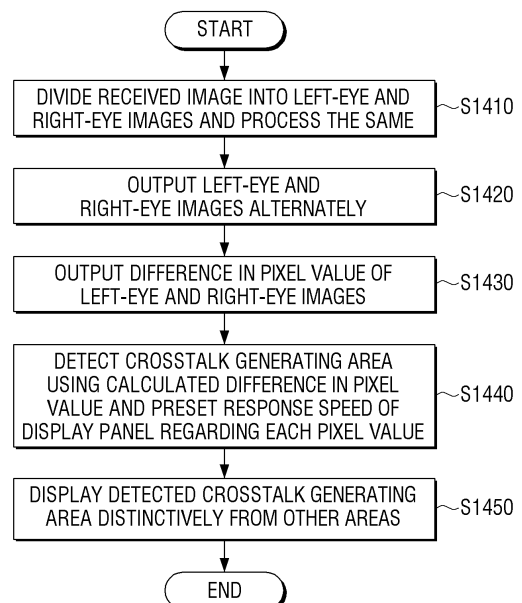 START
DIVIDE RECEIVED IMAGE INTO LEFT-EYE AND
RIGHT-EYE IMAGES AND PROCESS THE SAME
S1410
OUTPUT LEFT-EYE AND
RIGHT-EYE IMAGES ALTERNATELY
S1420
OUTPUT DIFFERENCE IN PIXEL VALUE OF
LEFT-EYE AND RIGHT-EYE IMAGES
S1430
DETECT CROSSTALK GENERATING AREA
USING CALCULATED DIFFERENCE IN PIXEL
VALUE AND PRESET RESPONSE SPEED OF
DISPLAY PANEL REGARDING EACH PIXEL VALUE
S1440
DISPLAY DETECTED CROSSTALK GENERATING
AREA DISTINCTIVELY FROM OTHER AREAS
S1450
END